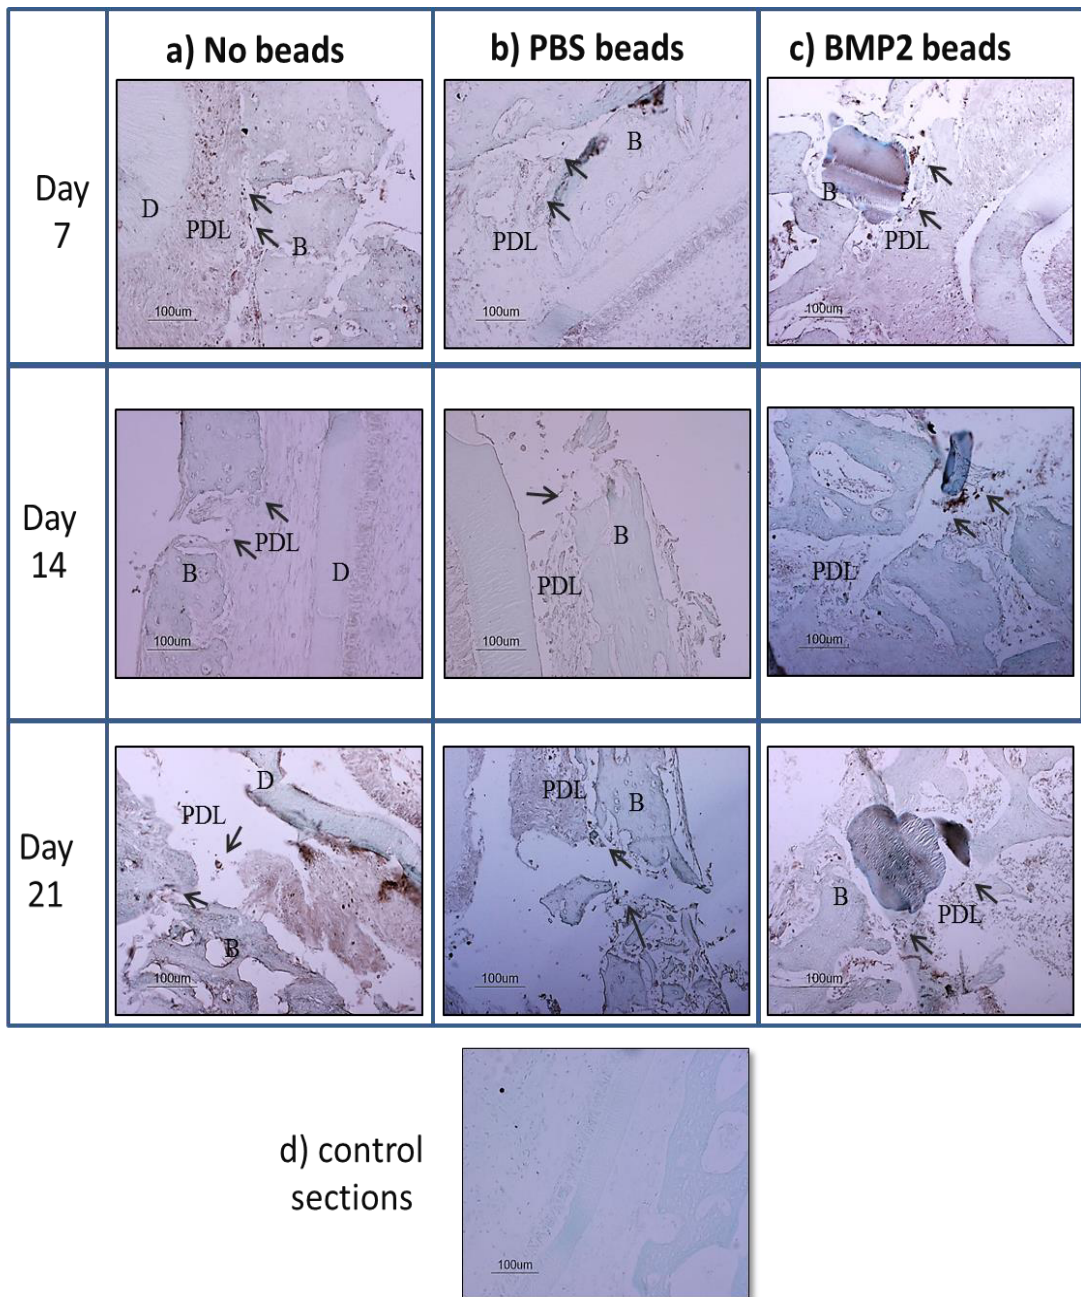 a) No beads
b) PBS beads
c) BMP2 beads
Day
7
D
PDL
B
100um
B
PDL
100um
B
PDL
100um
Day
14
PDL
B
D
100um
B
PDL
100um
PDL
100um
Day
21
D
PDL
B
100um
PDL
B
100um
B
PDL
100um
d) control
sections
100um